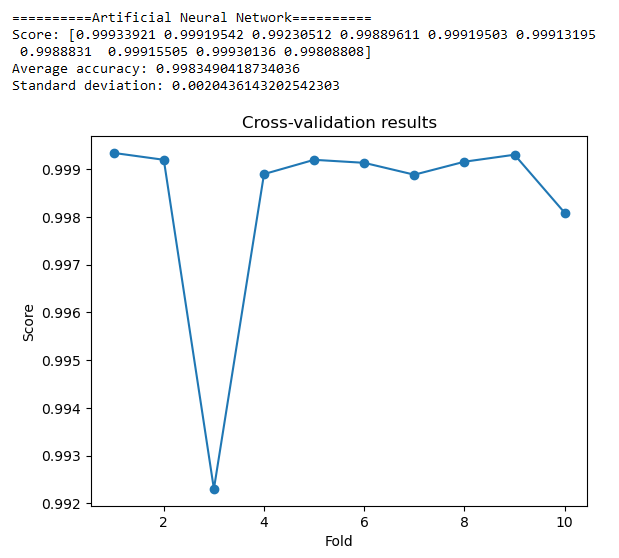 ==========Artificial Neural Network==========
Score: [0.99933921 0.99919542 0.99230512 0.99889611 0.99919503 0.99913195
0.9988831  0.99915505 0.99930136 0.99808808]
Average accuracy: 0.9983490418734036
Standard deviation: 0.0020436143202542303
Cross-validation results
0.999
0.998
0.997
0.996
0.995
0.994
0.993
0.992
Score
2 4 6 8 10
Fold